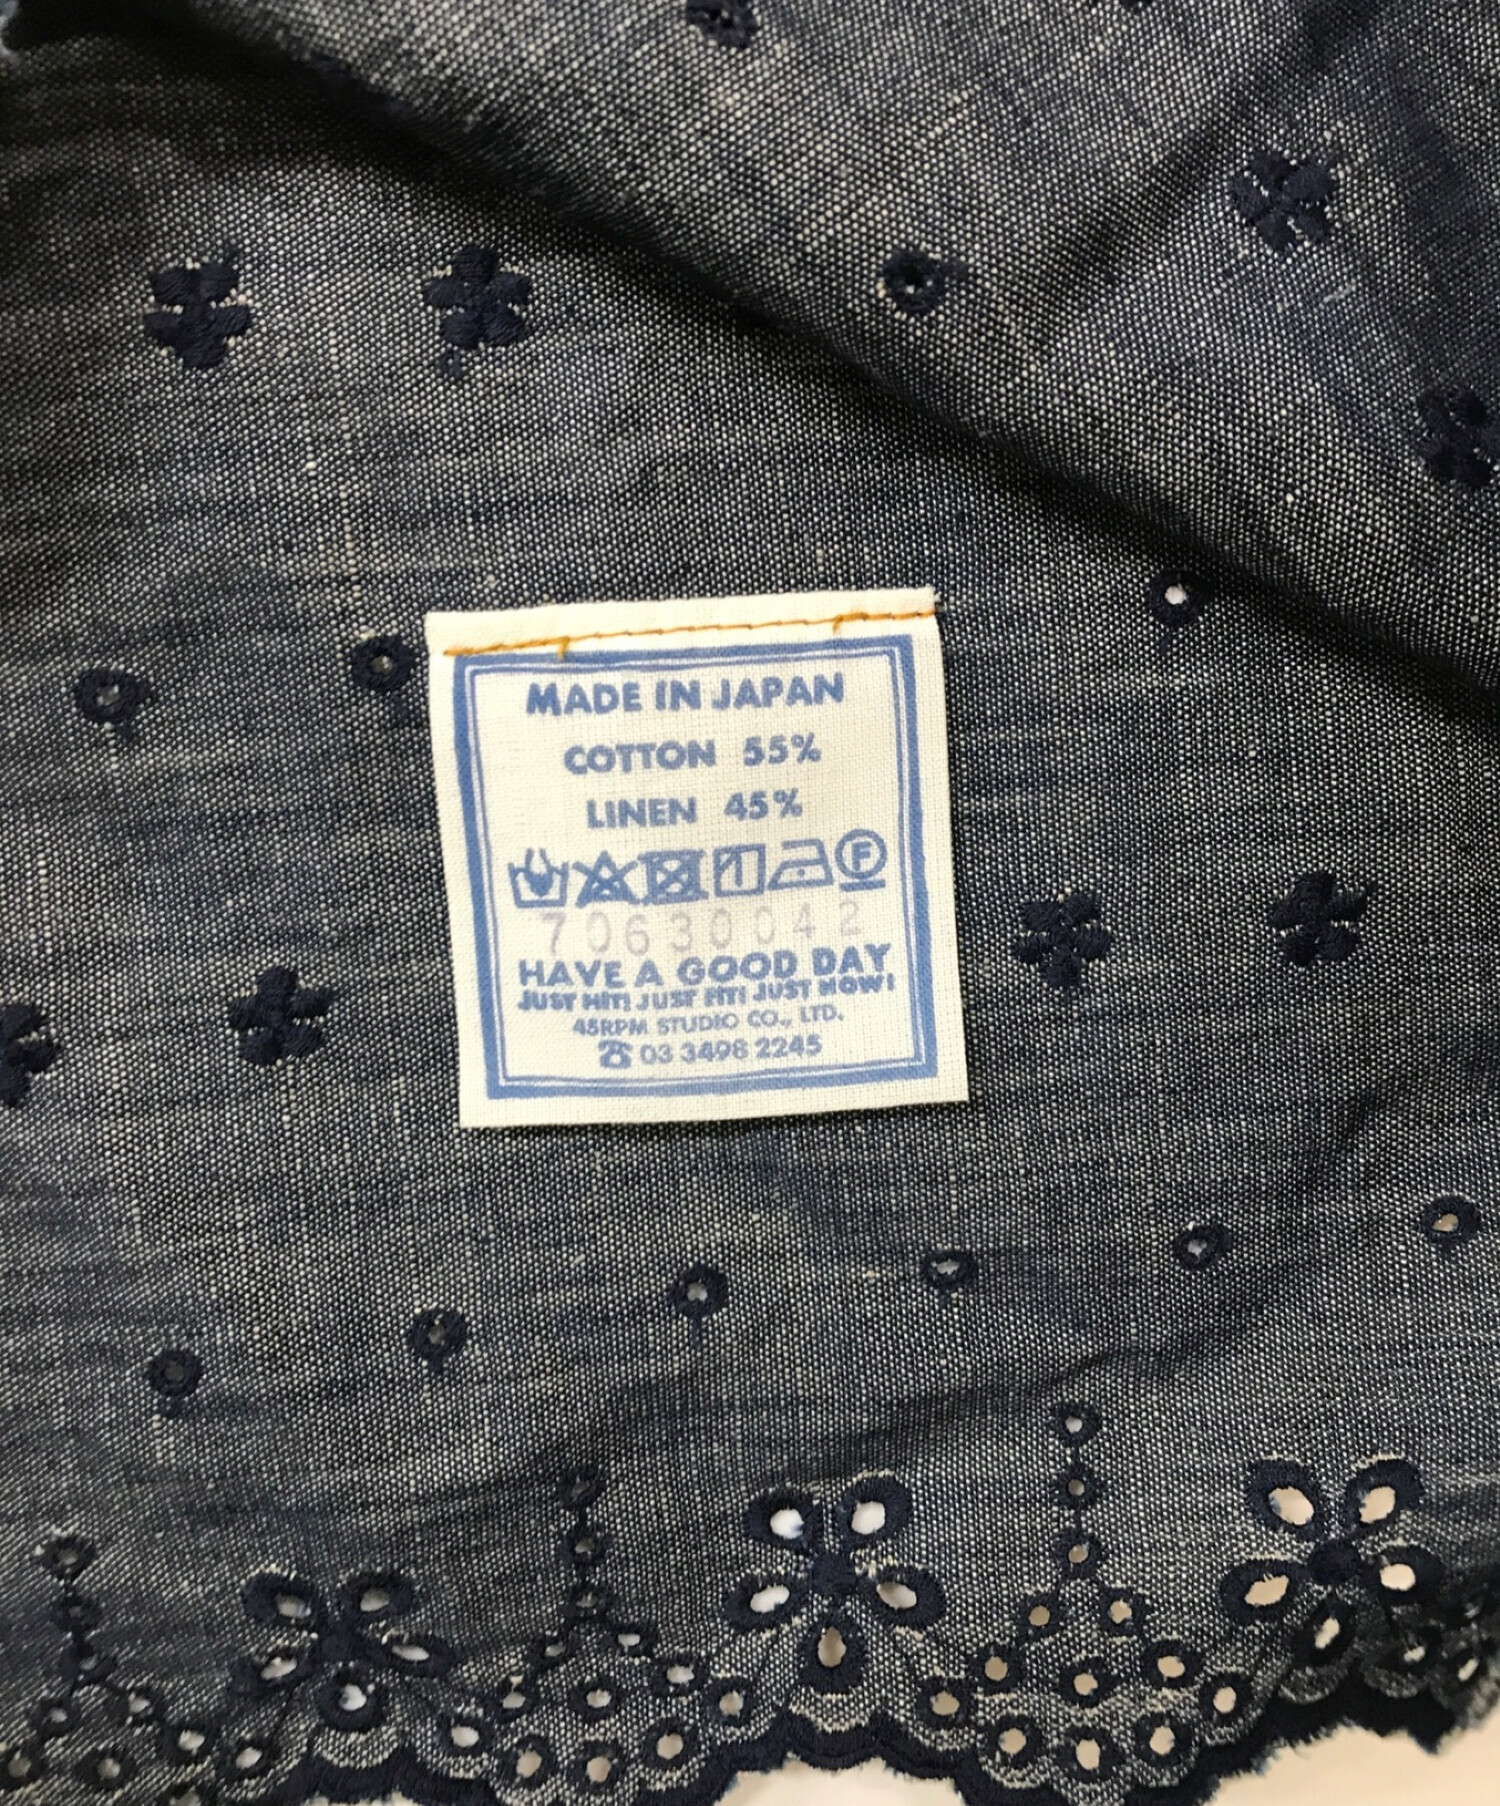 MADE IN JAPAN
COTTON 55%
LINEN 45%
F
70630042
HAVE A GOOD DAY
JUST HIT! JUST FIT! JUST NOW!
45RPM STUDIO CO., LTD.
☎ 03 3498 2245